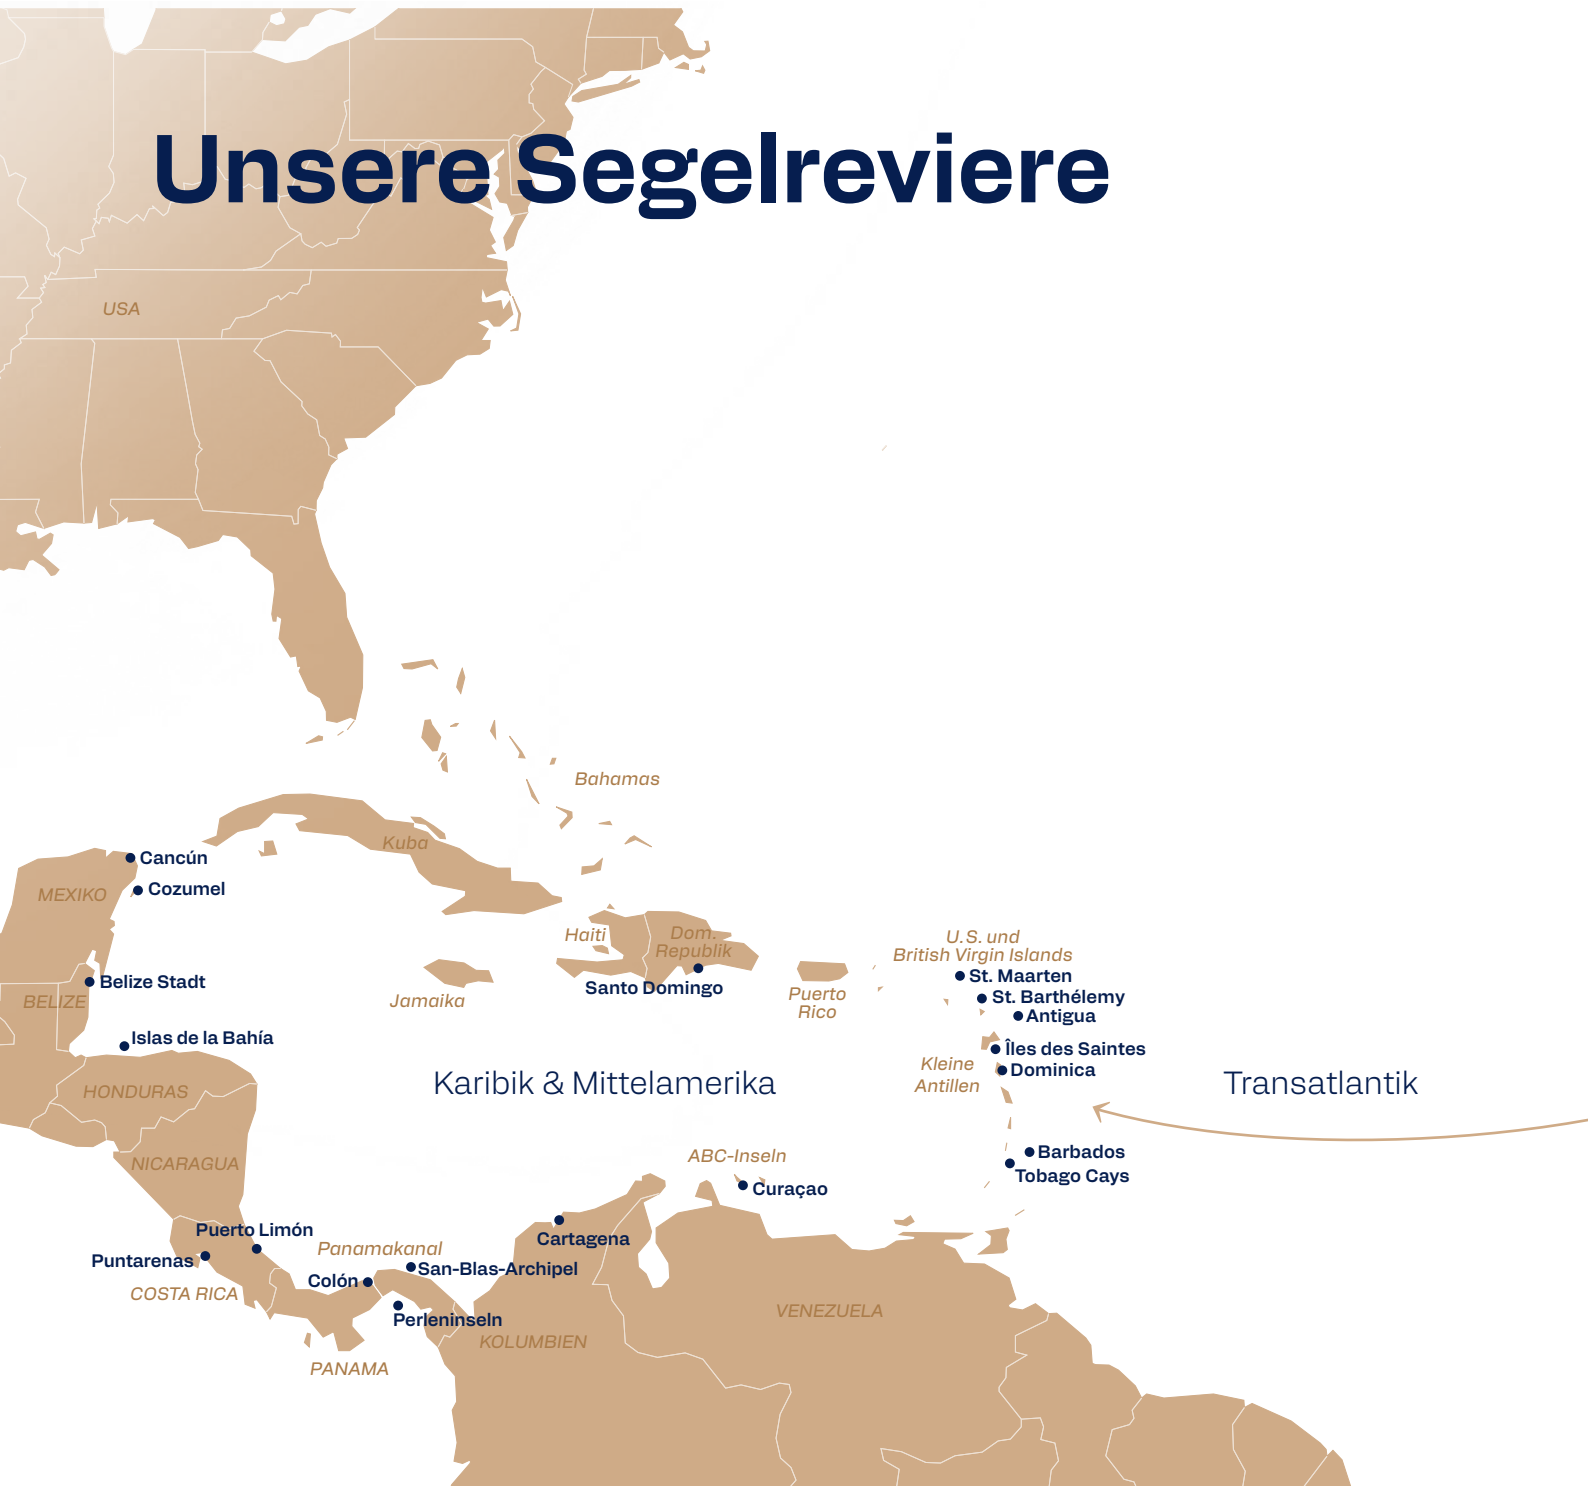 Unsere Segelreviere
USA
Bahamas
Kuba
Cancún
MEXIKO
Cozumel
Haiti
Dom.
Republik
U.S. und
British Virgin Islands
Belize Stadt
BELIZE
Jamaika
Santo Domingo
Puerto
Rico
St. Maarten
St. Barthélemy
Antigua
Islas de la Bahía
Îles des Saintes
Kleine
Antillen
Dominica
HONDURAS
Karibik & Mittelamerika
Transatlantik
NICARAGUA
ABC-Inseln
Curaçao
Barbados
Tobago Cays
Puerto Limón
Puntarenas
COSTA RICA
Panamakanal
Colón
San-Blas-Archipel
Cartagena
Perleninseln
KOLUMBIEN
VENEZUELA
PANAMA